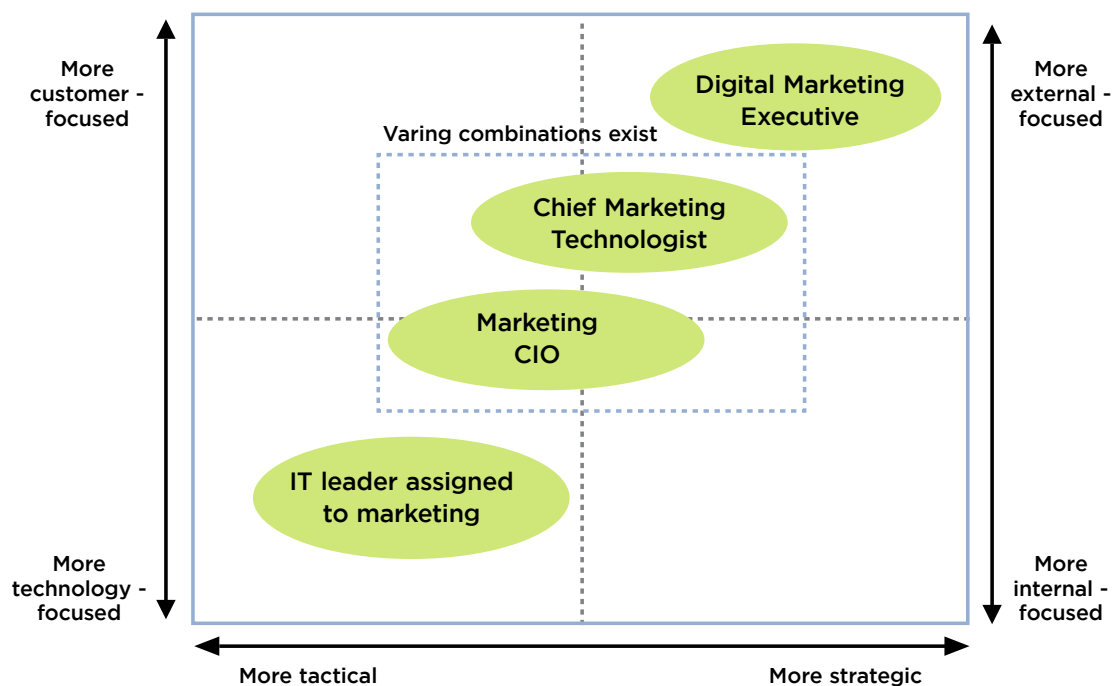 More
customer -
focused
More
external -
focused
Digital Marketing
Executive
Varing combinations exist
Chief Marketing
Technologist
Marketing
CIO
IT leader assigned
to marketing
More
technology -
focused
More
internal -
focused
More tactical
More strategic